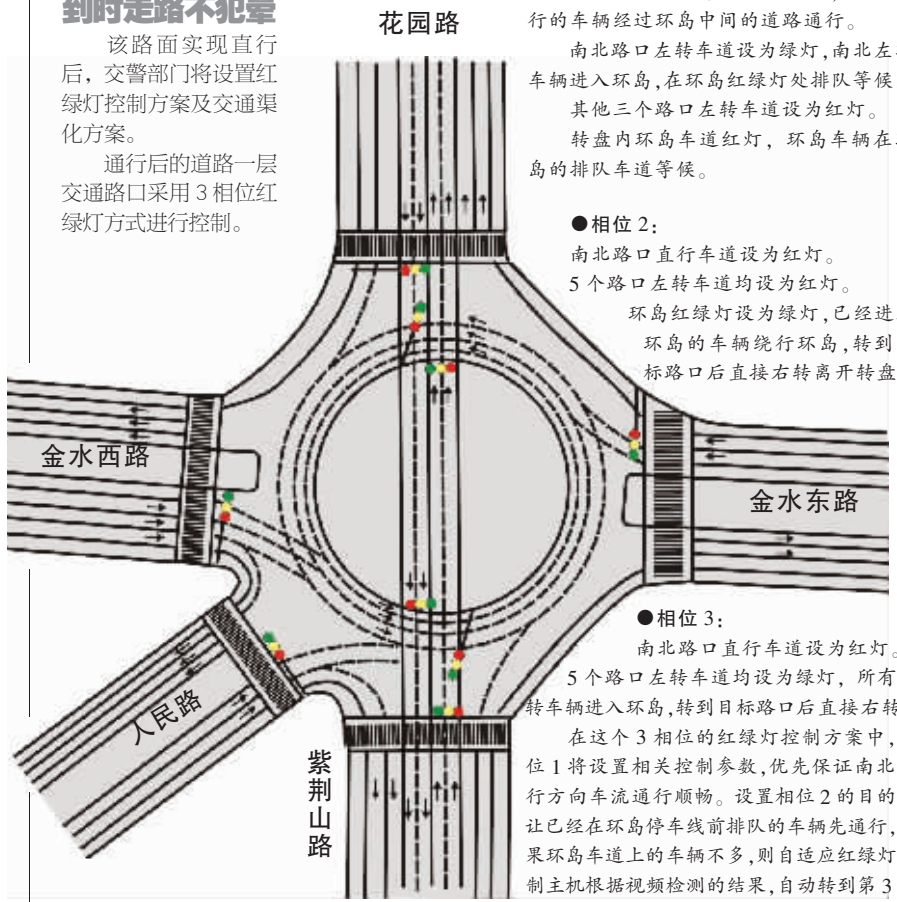 到时走路不犯晕
该路面实现直行
后，交警部门将设置红
绿灯控制方案及交通渠
化方案。
通行后的道路一层
交通路口采用3相位红
绿灯方式进行控制。
花园路
行的车辆经过环岛中间的道路通行。
南北路口左转车道设为绿灯,南北左
车辆进入环岛,在环岛红绿灯处排队等候
其他三个路口左转车道设为红灯。
转盘内环岛车道红灯，环岛车辆在
岛的排队车道等候。
●相位2：
南北路口直行车道设为红灯。
5个路口左转车道均设为红灯。
环岛红绿灯设为绿灯,已经进
环岛的车辆绕行环岛,转到
标路口后直接右转离开转盘
金水西路
金水东路
人民路
紫荆山路
●相位3：
南北路口直行车道设为红灯。
5个路口左转车道均设为绿灯，所有
转车辆进入环岛,转到目标路口后直接右转
在这个3相位的红绿灯控制方案中,
位1将设置相关控制参数,优先保证南北
行方向车流通行顺畅。设置相位2的目的
让已经在环岛停车线前排队的车辆先通行,
果环岛车道上的车辆不多,则自适应红绿灯
制主机根据视频检测的结果,自动转到第3